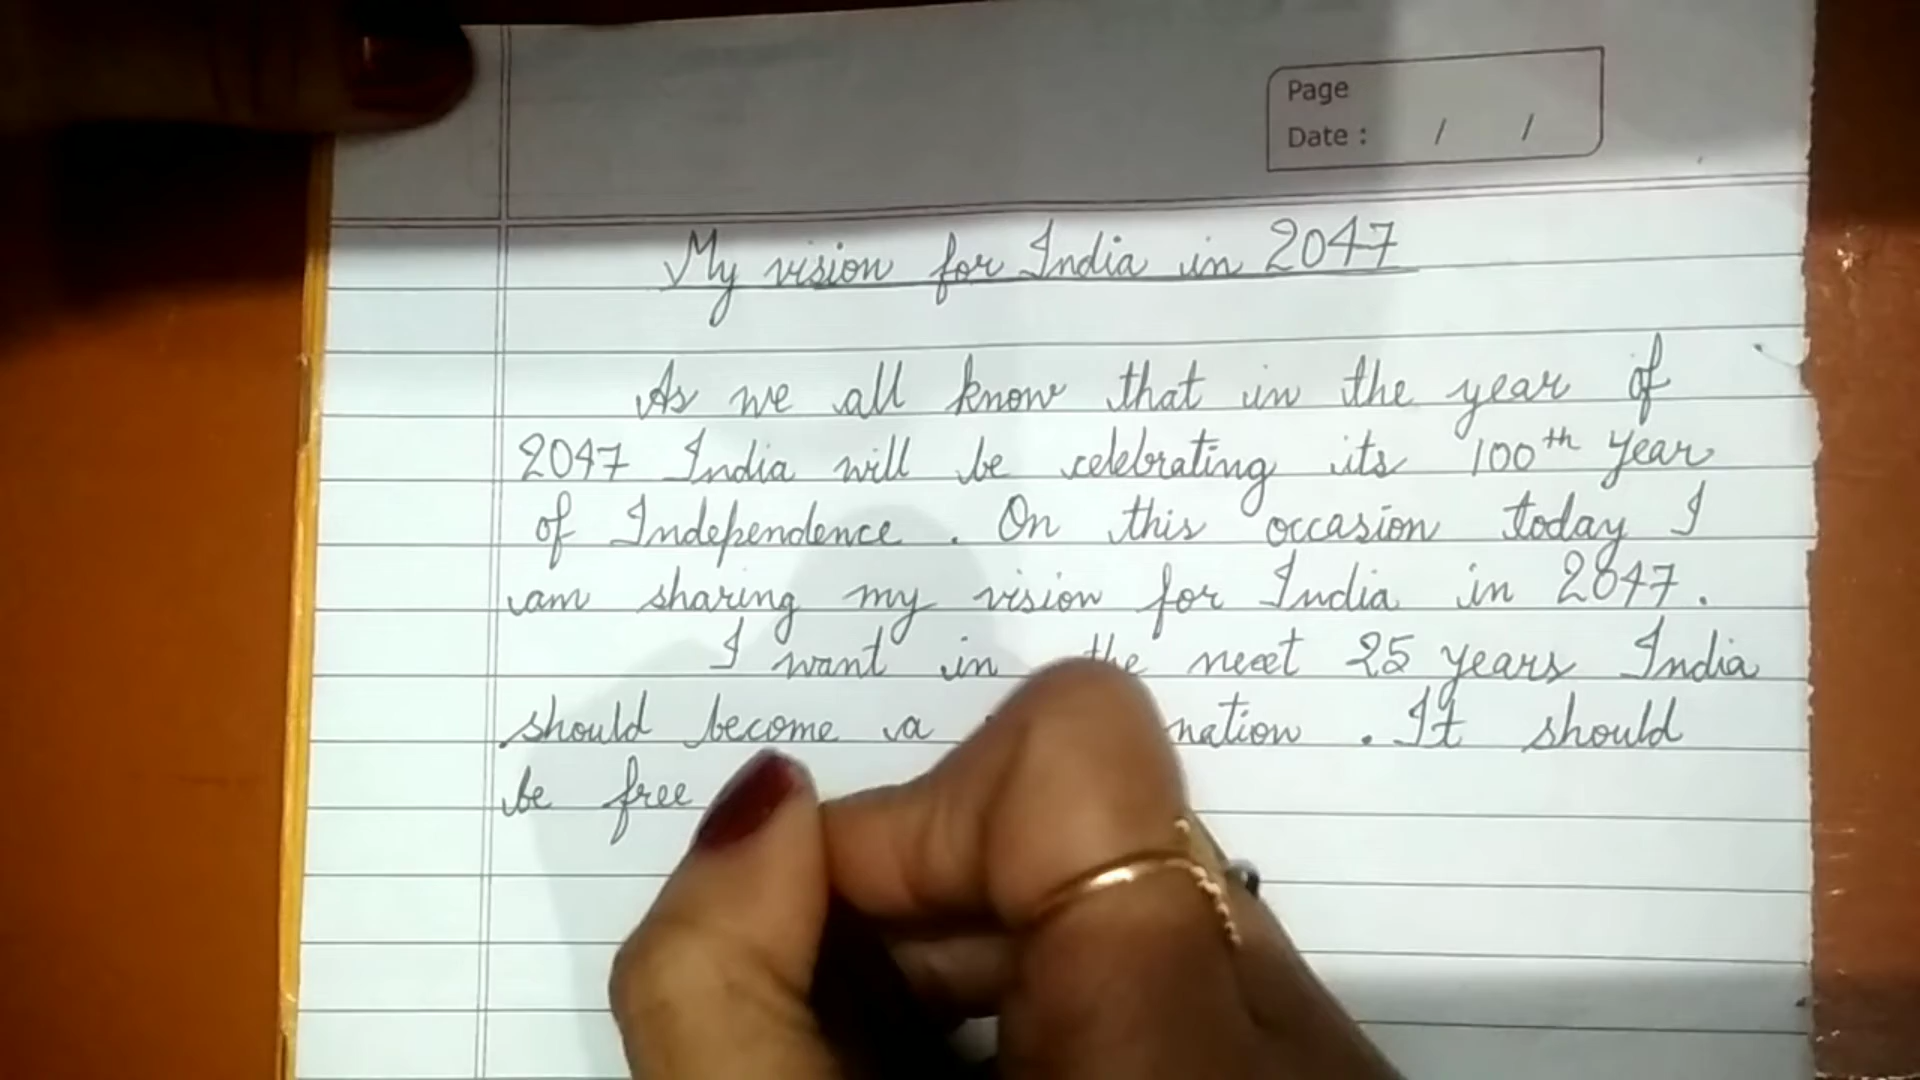 Page
Date : / /
My vision for India in 2047
As we all know that in the year of
2047 India will be celebrating its 100th Year
of Independence . On this occasion today I
am sharing my vision for India in 2047.
I want in the next 25 years India
should become a nation . It should
be free